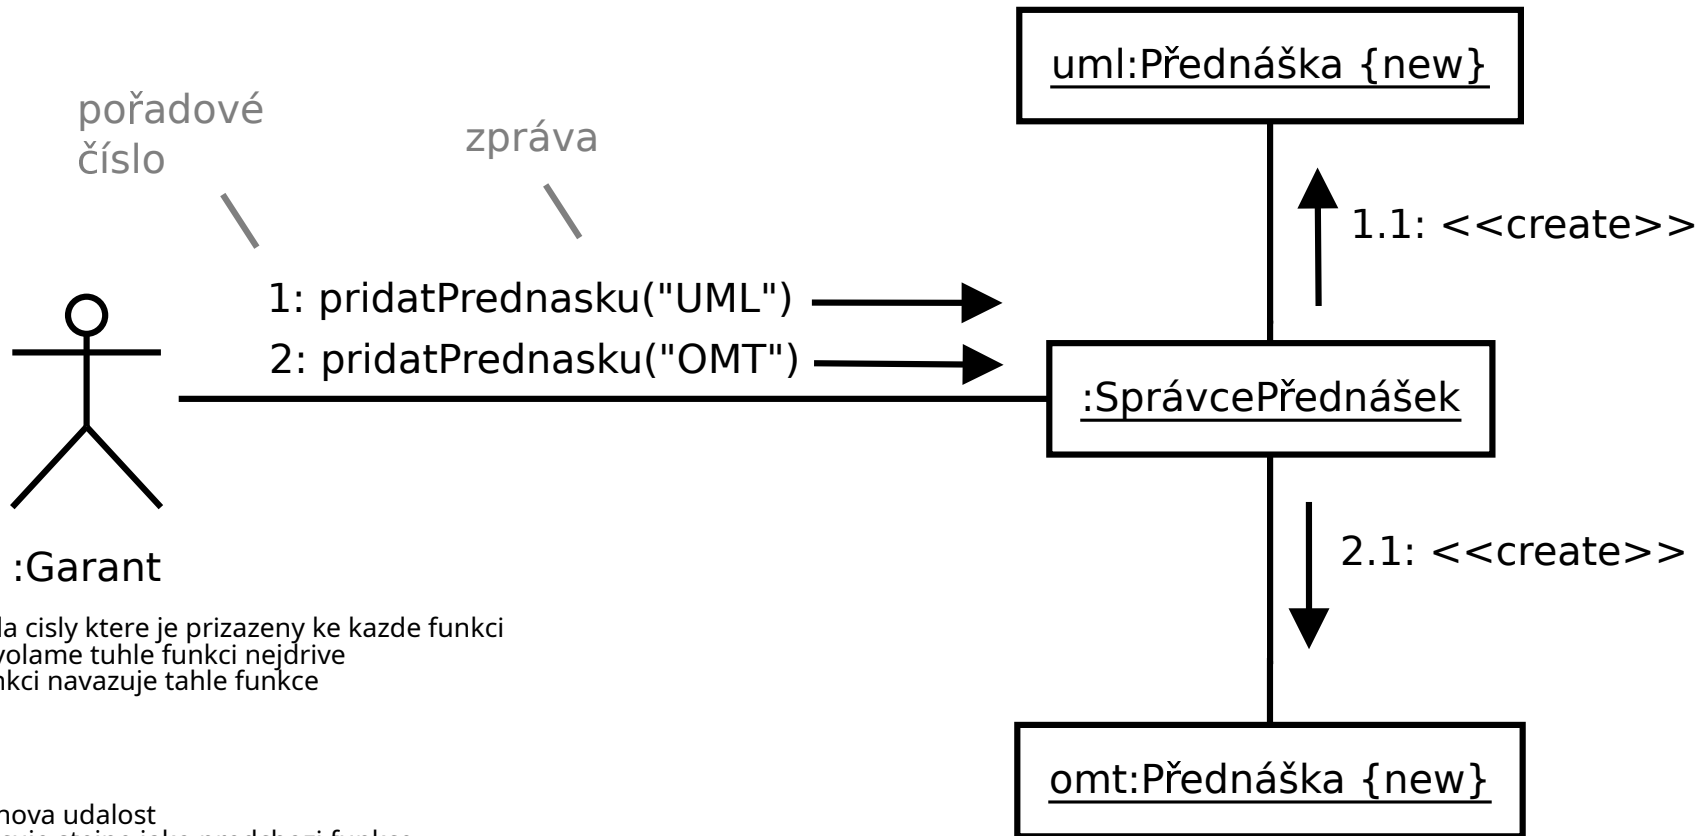 uml:Přednáška {new}
pořadové
číslo
zpráva
1.1: <<create>>
1: pridatPrednasku("UML")
2: pridatPrednasku("OMT")
:SprávcePřednášek
2.1: <<create>>
:Garant
cisly ktere je prizazeny ke kazde funkci
volame tuhle funkci nejdrive
navazuje tahle funkce
omt:Přednáška {new}
nova udalost